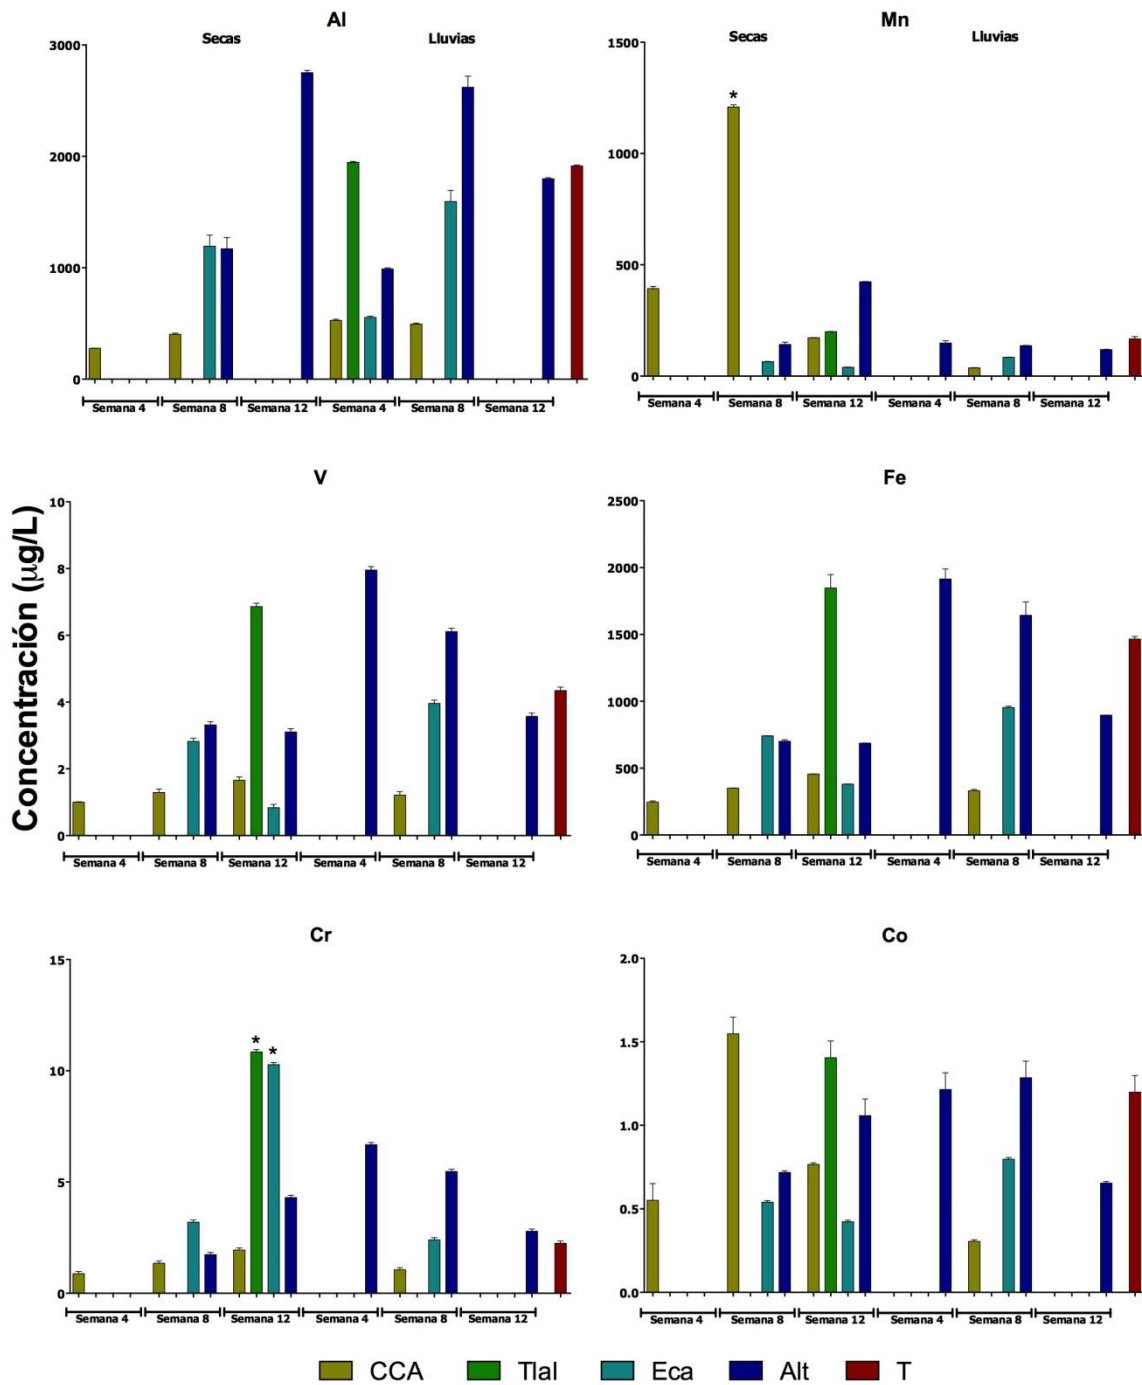 Al
Secas Lluvias
3000
2000
1000
0
Semana 4 Semana 8 Semana 12 Semana 4 Semana 8 Semana 12
Mn
Secas Lluvias
1500
*
1000
500
0
Semana 4 Semana 8 Semana 12 Semana 4 Semana 8 Semana 12
Concentración (µg/L)
V
10
8
6
4
2
0
Semana 4 Semana 8 Semana 12 Semana 4 Semana 8 Semana 12
Fe
2500
2000
1500
1000
500
0
Semana 4 Semana 8 Semana 12 Semana 4 Semana 8 Semana 12
Cr
15
* *
10
5
0
Semana 4 Semana 8 Semana 12 Semana 4 Semana 8 Semana 12
Co
2.0
1.5
1.0
0.5
0.0
Semana 4 Semana 8 Semana 12 Semana 4 Semana 8 Semana 12
CCA Tlal Eca Alt T